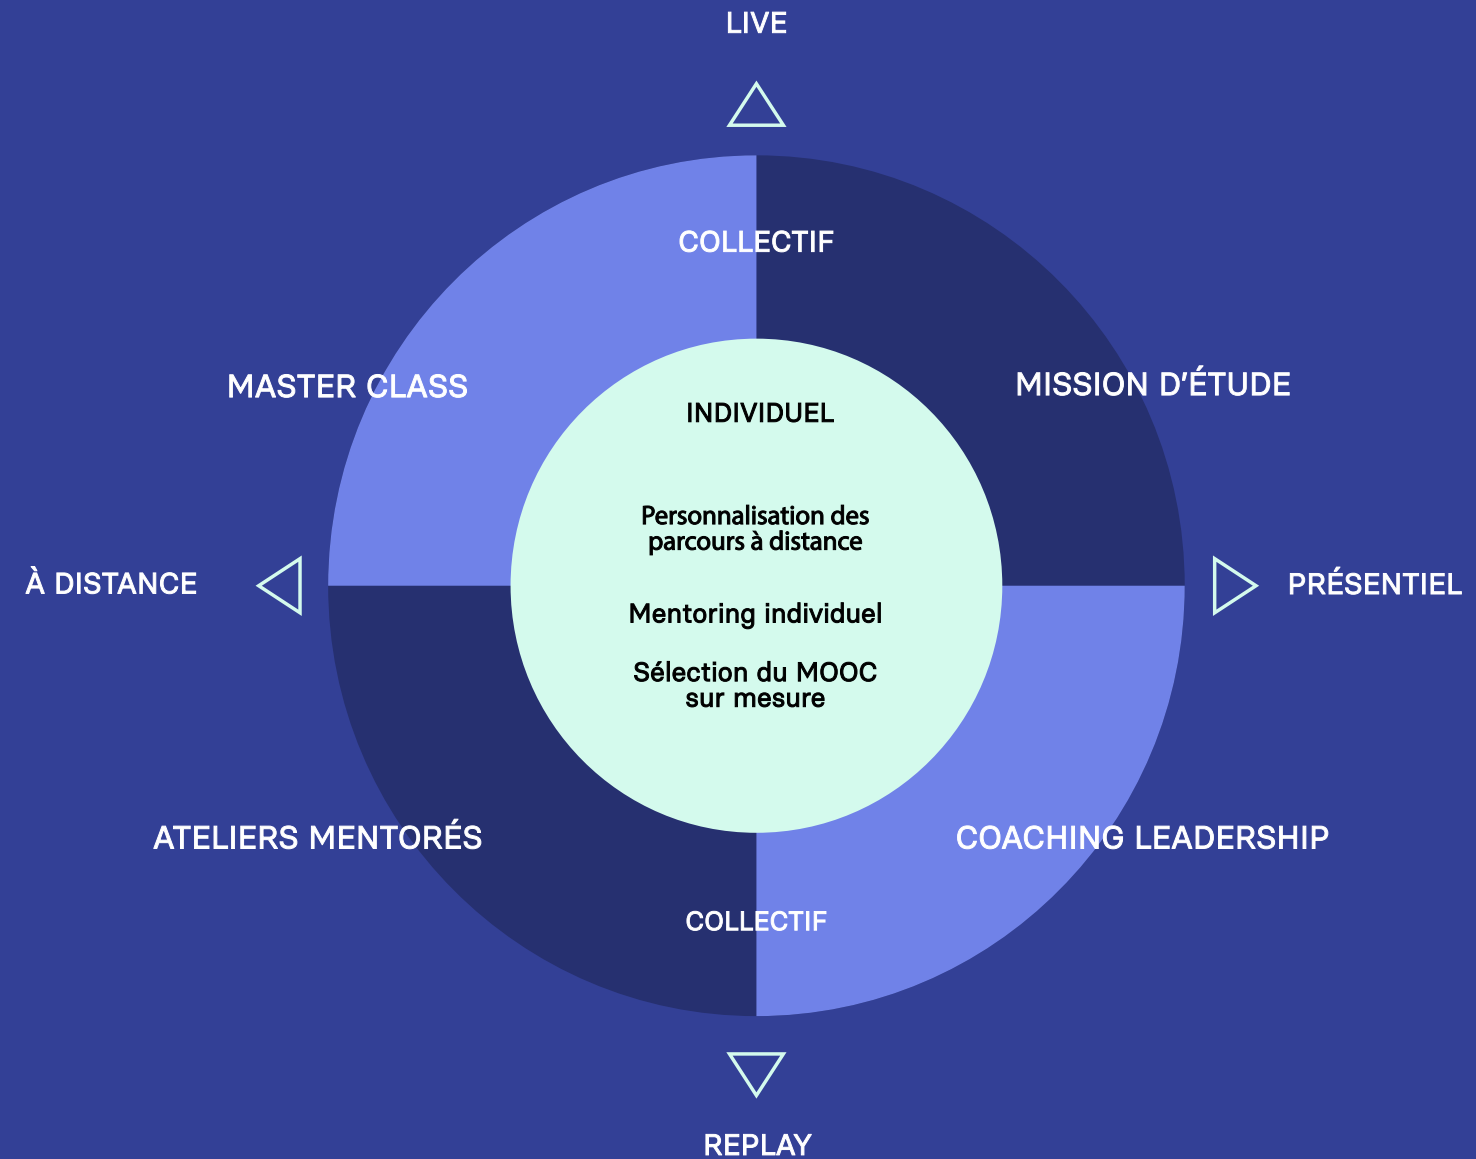 LIVE
COLLECTIF
MASTER CLASS
MISSION D’ÉTUDE
INDIVIDUEL
Personnalisation des
parcours à distance
À DISTANCE
PRÉSENTIEL
Mentoring individuel
Sélection du MOOC
sur mesure
ATELIERS MENTORÉS
COACHING LEADERSHIP
COLLECTIF
REPLAY